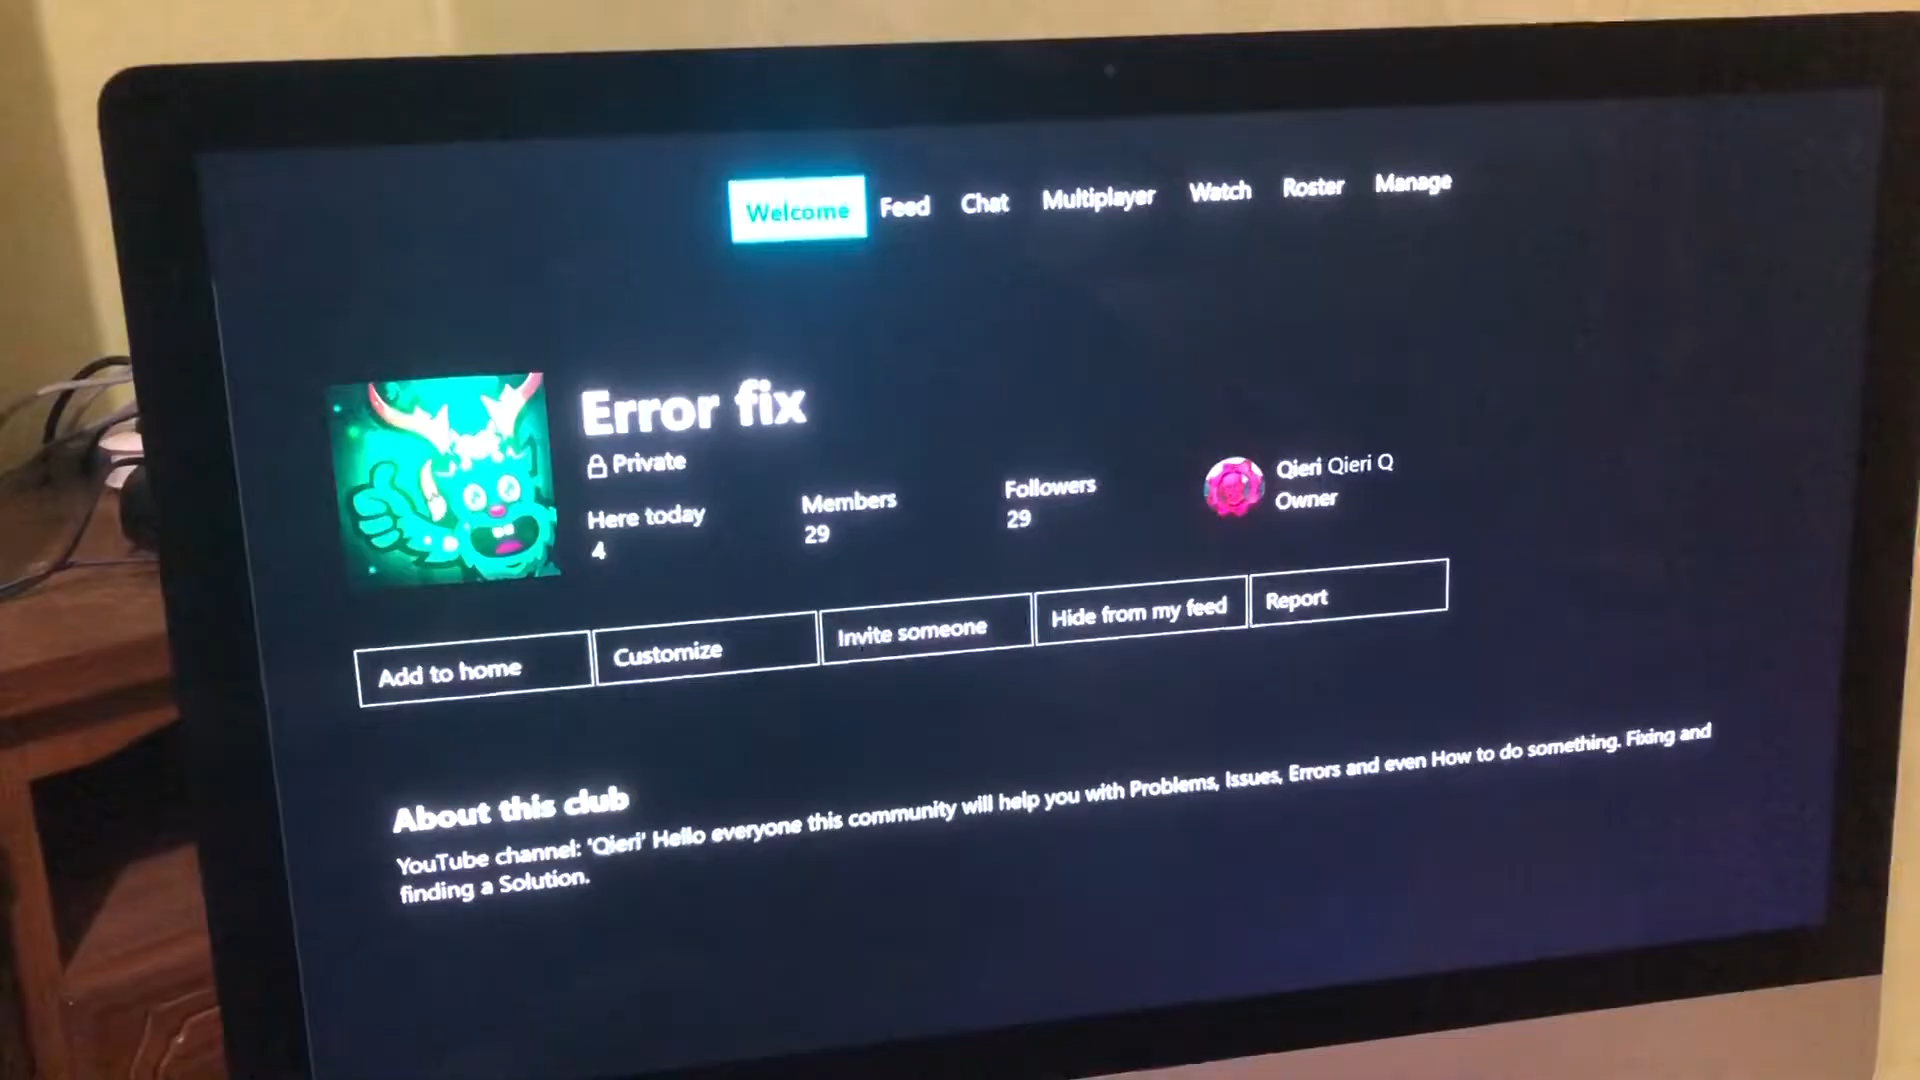 Welcome Feed Chat Multiplayer Watch Roster Manage
Error fix
Private
Here today
4
Members
29
Followers
29
Qieri Qieri Q
Owner
Add to home
Customize
Invite someone
Hide from my feed
Report
About this club
YouTube channel: 'Qieri' Hello everyone this community will help you with Problems, Issues, Errors and even How to do something. Fixing and
finding a Solution.